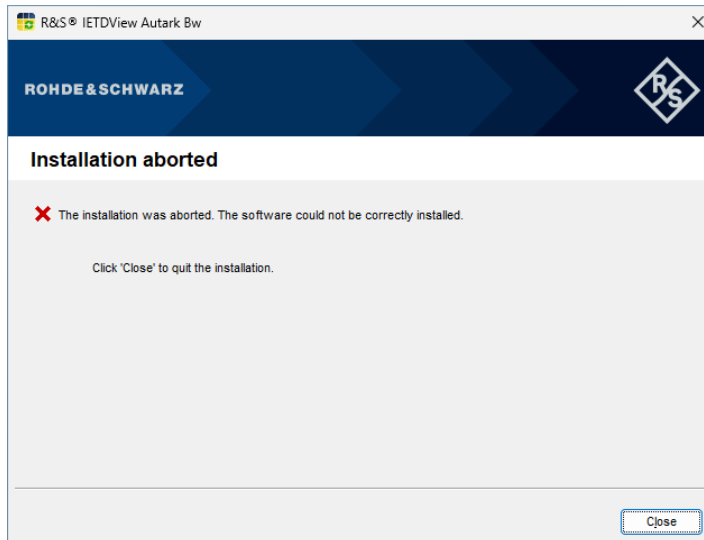 R&S® IETDView Autark Bw
ROHDE&SCHWARZ
R&S
Installation aborted
The installation was aborted. The software could not be correctly installed.
Click 'Close' to quit the installation.
Close